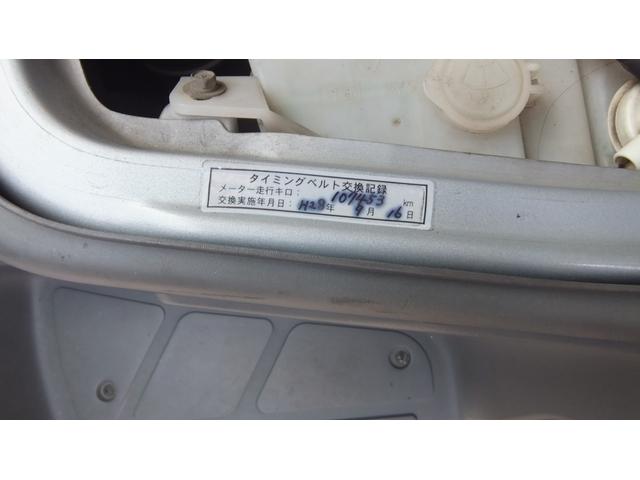 タイミングベルト交換記録
メーター走行キロ： 107453 km
交換実施年月日： H28年 9月 16日